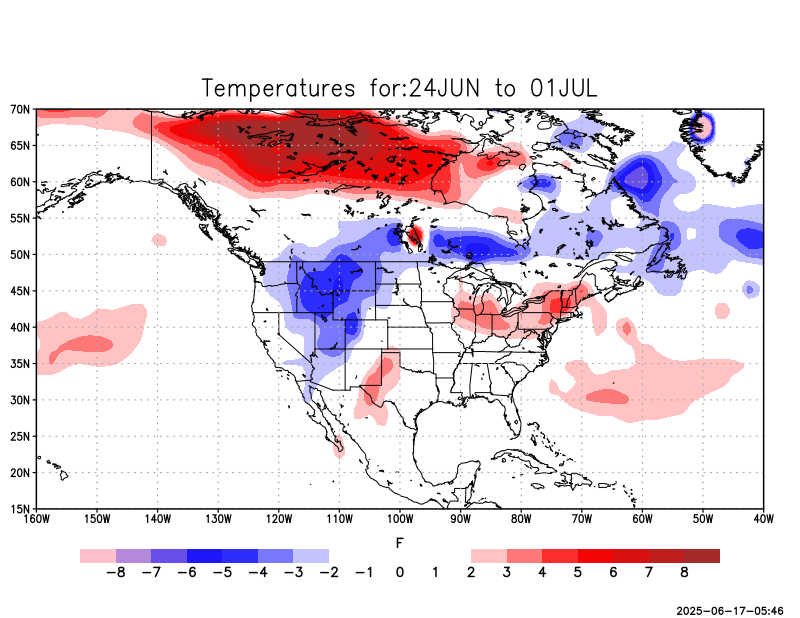 Temperatures for:24JUN to 01JUL
70N
65N
60N
55N
50N
45N
40N
35N
30N
25N
20N
15N
160W 150W 140W 130W 120W 110W 100W 90W 80W 70W 60W 50W 40W
F
-8 -7 -6 -5 -4 -3 -2 -1 0 1 2 3 4 5 6 7 8
2025-06-17-05:46